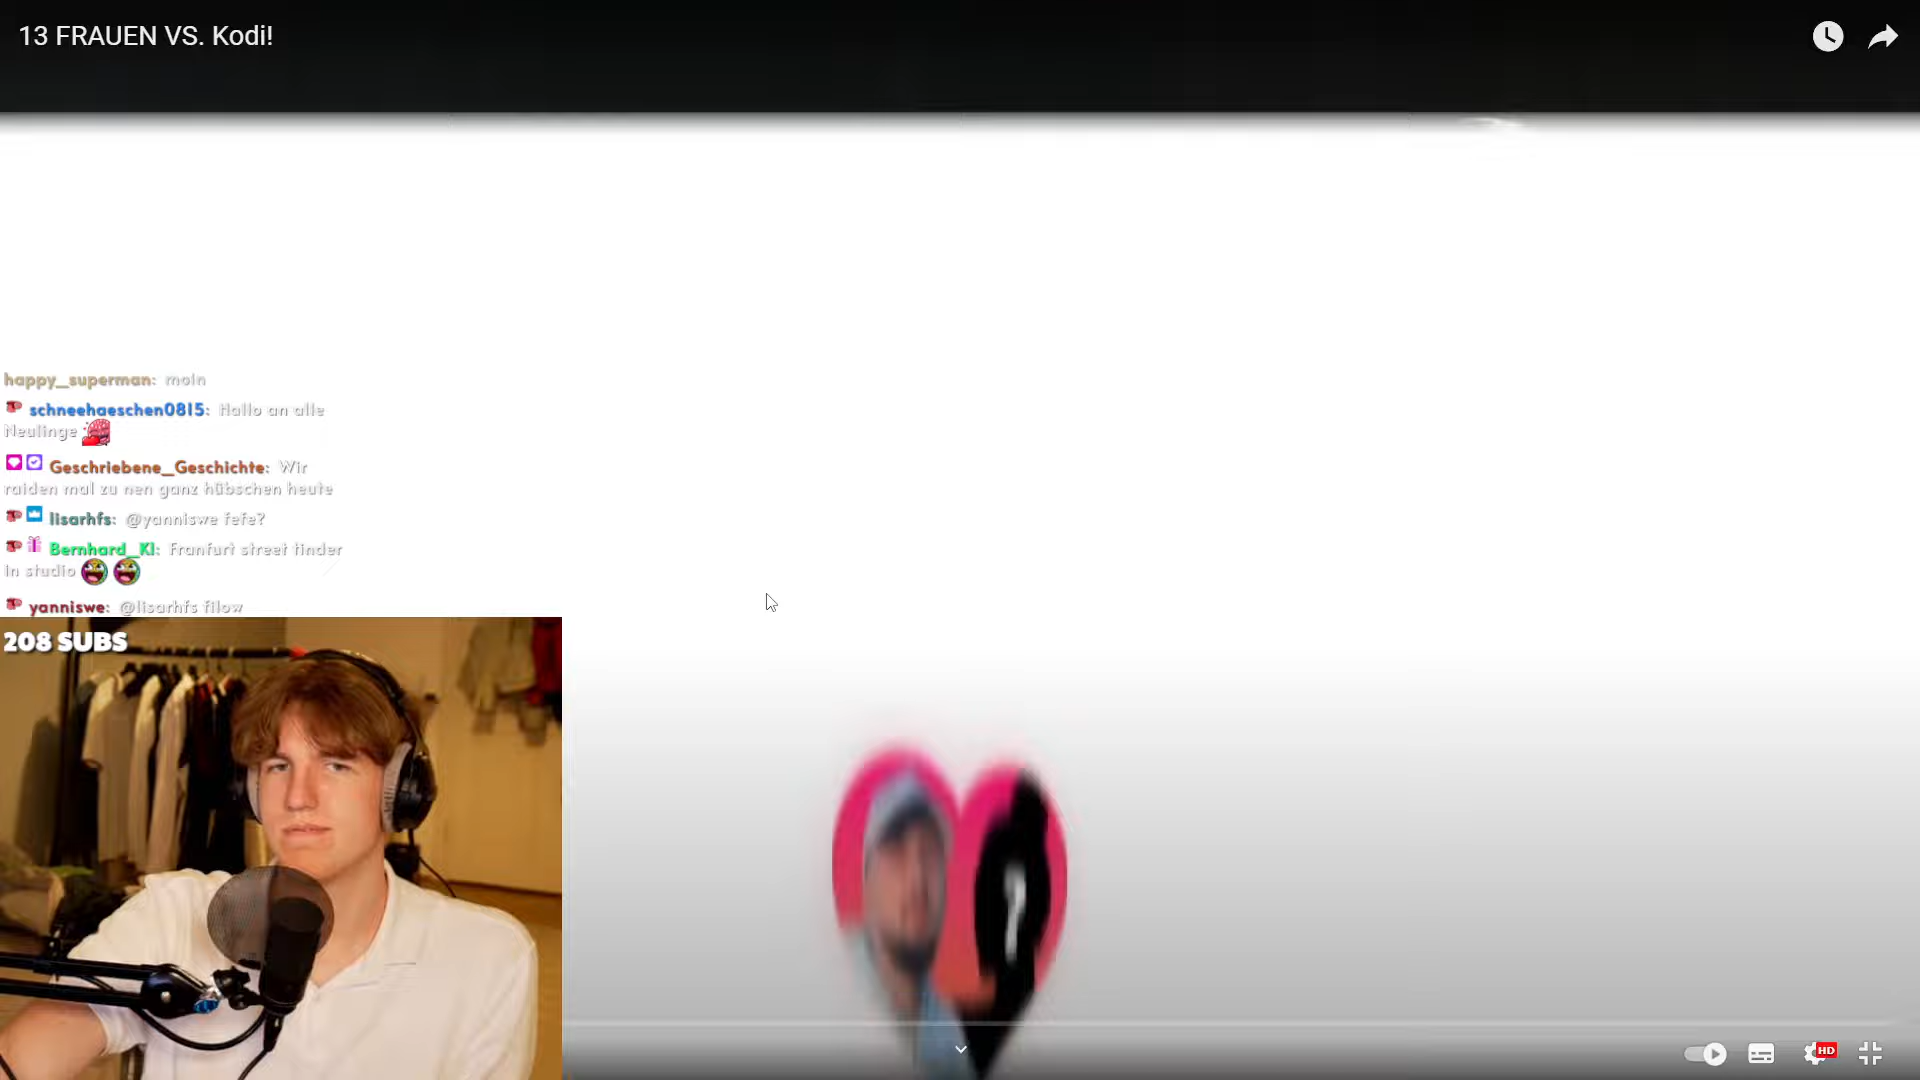 13 FRAUEN VS. Kodi!
happy_superman: moin
schneehaeschen0815: Hallo an alle
Neulinge
Geschriebene_Geschichte: Wir
raiden mal zu nen ganz hübschen heute
lisarhfs: @yanniswe fefe?
Bernhard_Kl: Franfurt street tinder
in studio
yanniswe: @lisarhfs filow
208 SUBS
?
HD